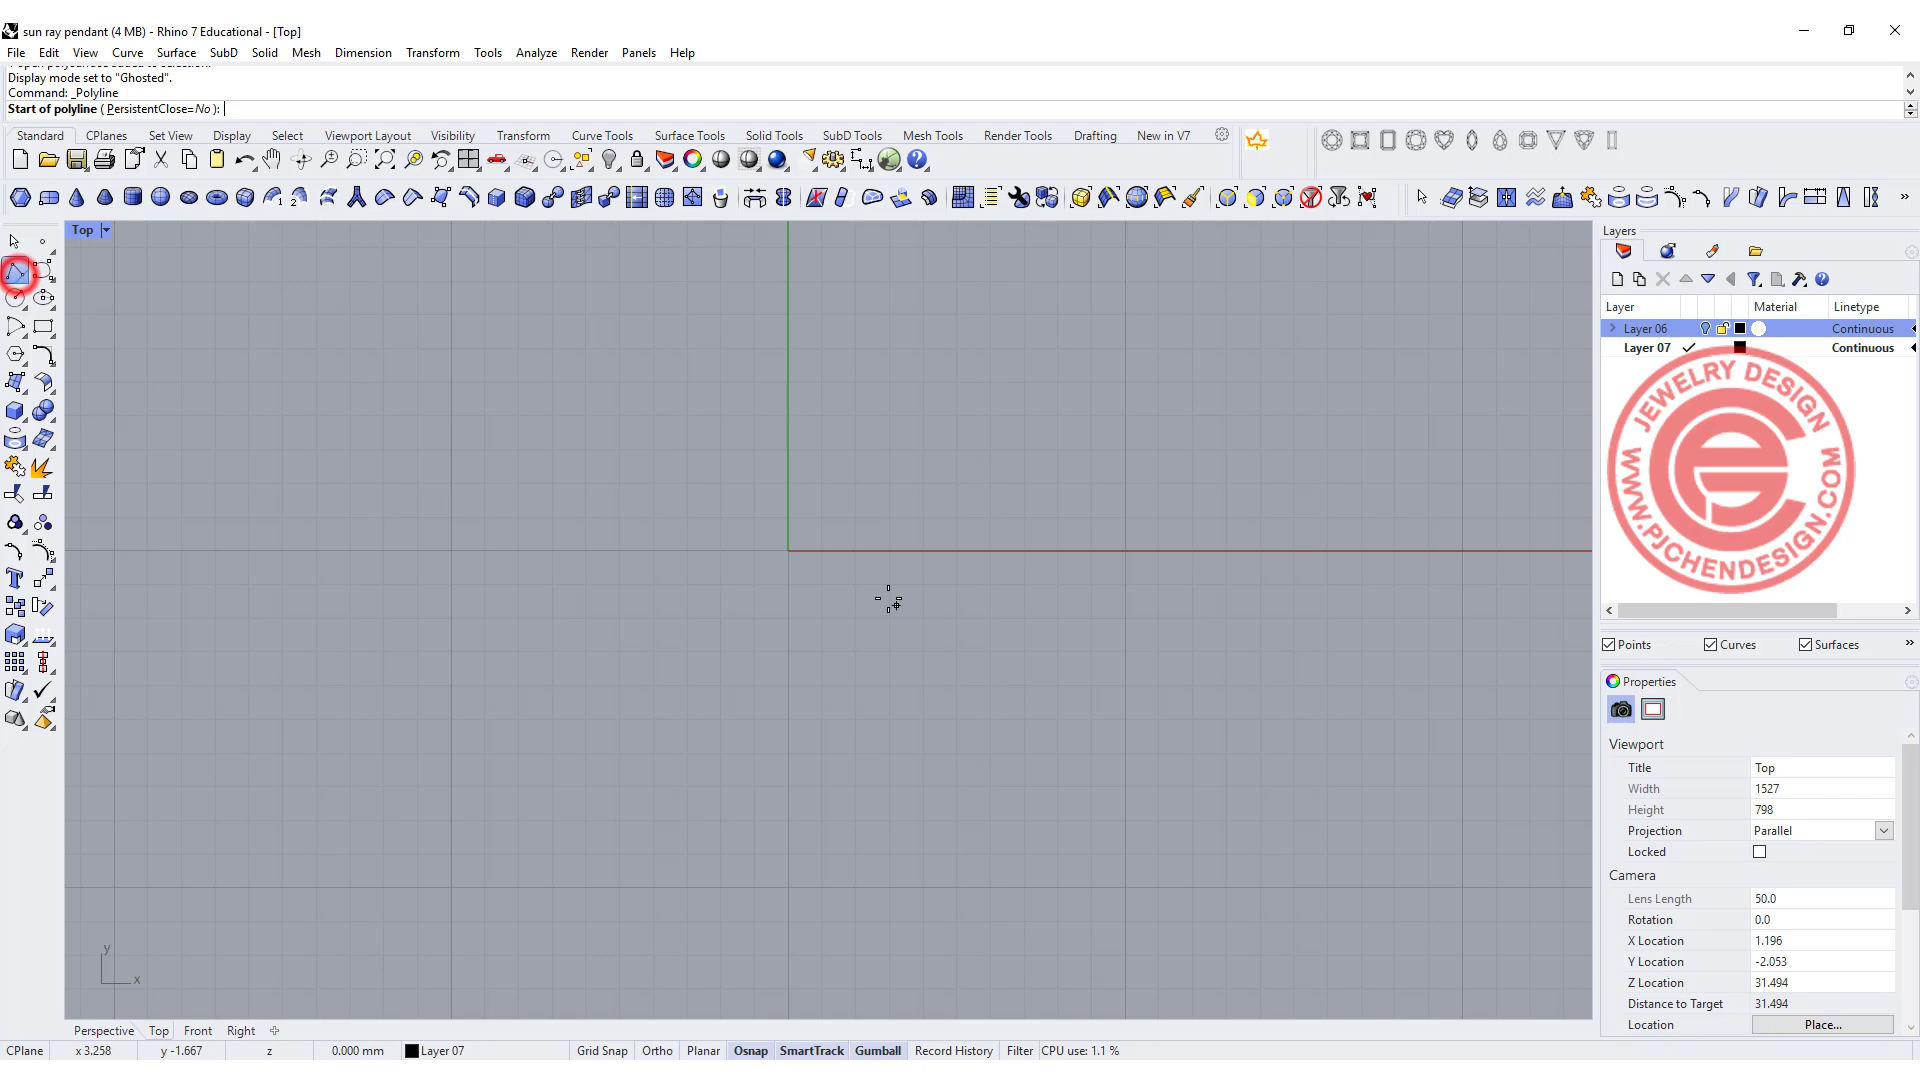 sun ray pendant (4 MB) - Rhino 7 Educational - [Top]
File Edit View Curve Surface SubD Solid Mesh Dimension Transform Tools Analyze Render Panels Help
Display mode set to "Ghosted".
Command: _Polyline
Start of polyline ( PersistentClose=No ):
Standard CPlanes Set View Display Select Viewport Layout Visibility Transform Curve Tools Surface Tools Solid Tools SubD Tools Mesh Tools Render Tools Drafting New in V7
Top
Layers
Layer Material Linetype
Layer 06 Continuous
Layer 07 Continuous
JEWELRY DESIGN
WWW.PJCHENDESIGN.COM
Points Curves Surfaces
Properties
Viewport
Title Top
Width 1527
Height 798
Projection Parallel
Locked
Camera
Lens Length 50.0
Rotation 0.0
X Location 1.196
Y Location -2.053
Z Location 31.494
Distance to Target 31.494
Location Place...
y
x
Perspective Top Front Right
CPlane x 3.258 y -1.667 z 0.000 mm Layer 07 Grid Snap Ortho Planar Osnap SmartTrack Gumball Record History Filter CPU use: 1.1 %